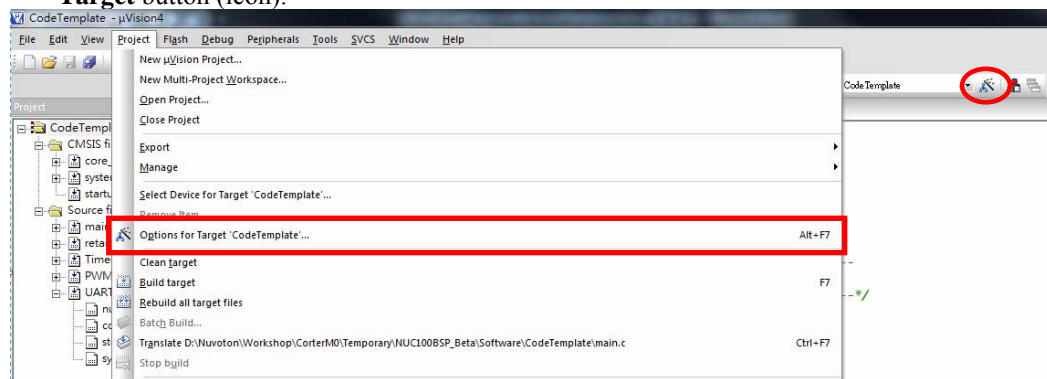 Target button (icon).
CodeTemplate - µVision4
File Edit View Project Flash Debug Peripherals Tools SVCS Window Help
New µVision Project...
New Multi-Project Workspace...
CodeTemplate
Open Project...
Project
Close Project
CodeTempl
CMSIS fi
Export
core_
Manage
system
startu
Select Device for Target 'CodeTemplate'...
Source fi
Remove Item
main
Options for Target 'CodeTemplate'... Alt+F7
retar
Time
Clean target
--
PWM
Build target F7
UART
Rebuild all target files
--*/
nu
Batch Build...
co
st
Translate D:\Nuvoton\Workshop\CorterM0\Temporary\NUC100BSP_Beta\Software\CodeTemplate\main.c Ctrl+F7
sy
Stop build